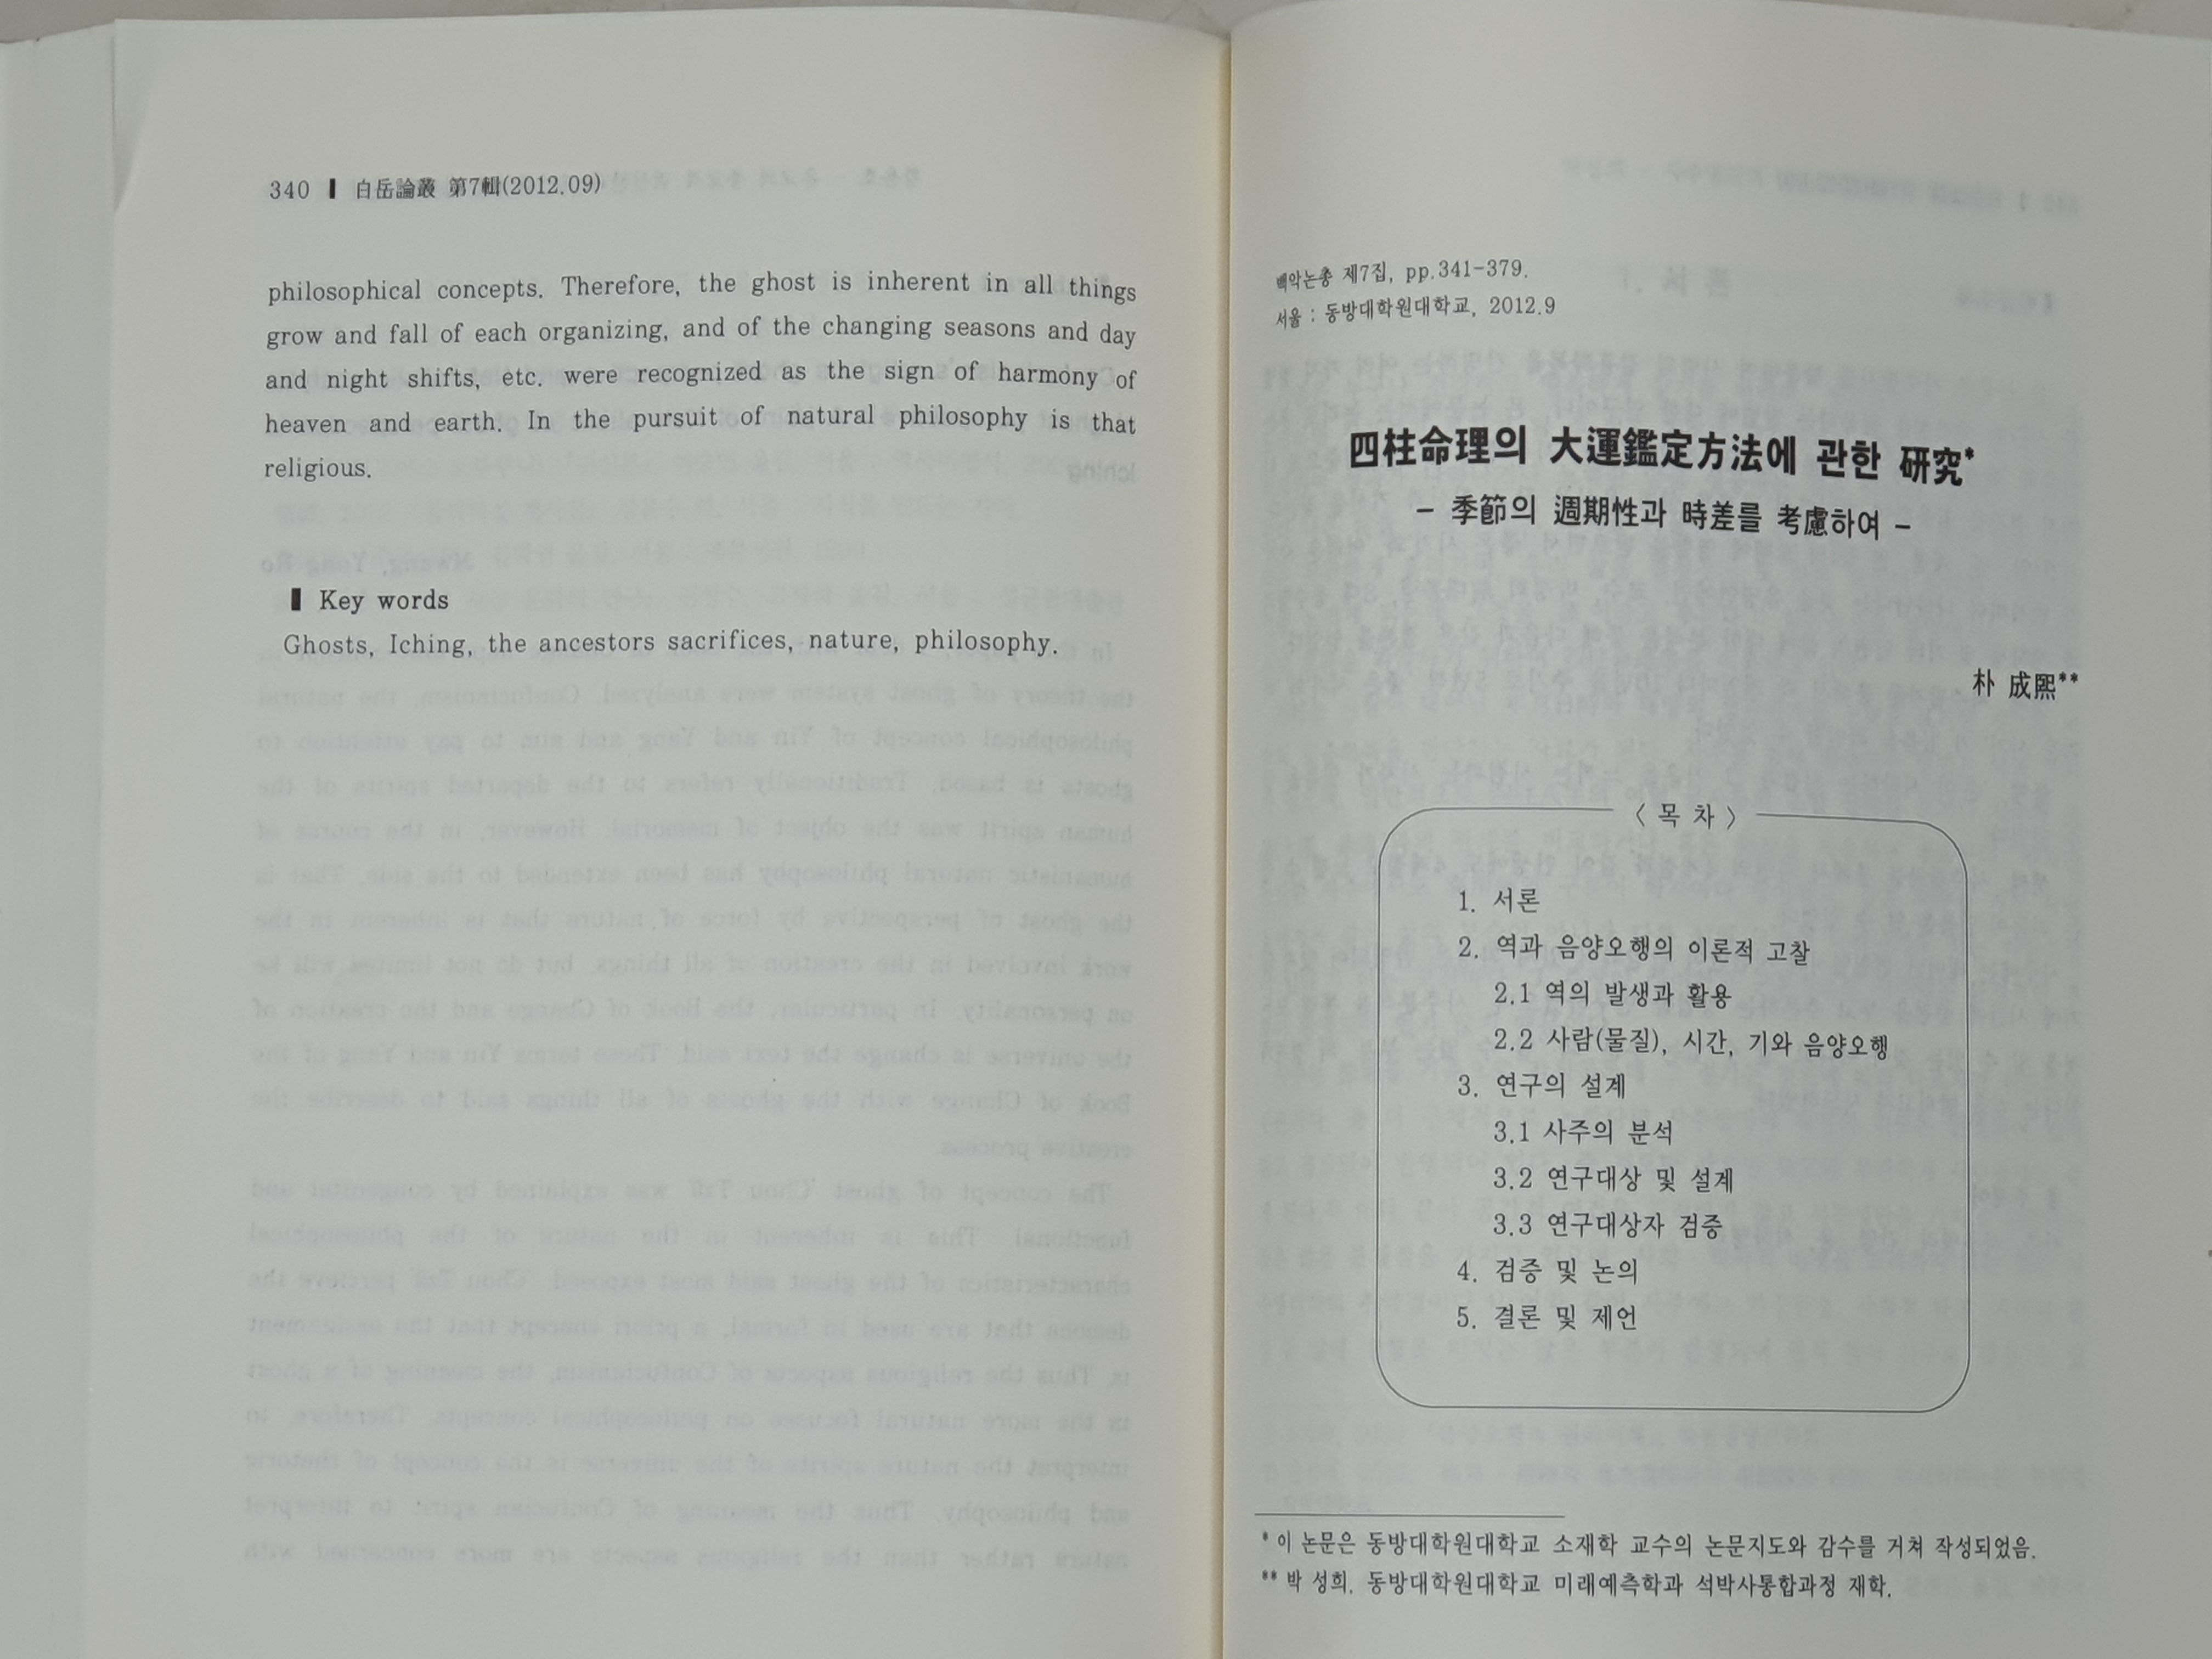 340 ▮ 白岳論叢 第7輯(2012.09)
philosophical concepts. Therefore, the ghost is inherent in all things
grow and fall of each organizing, and of the changing seasons and day
and night shifts, etc. were recognized as the sign of harmony of
heaven and earth. In the pursuit of natural philosophy is that
religious.
▮ Key words
Ghosts, Iching, the ancestors sacrifices, nature, philosophy.
백악논총 제7집, pp.341-379.
서울 : 동방대학원대학교, 2012.9
四柱命理의 大運鑑定方法에 관한 研究*
- 季節의 週期性과 時差를 考慮하여 -
朴 成熙**
〈 목 차 〉
1. 서론
2. 역과 음양오행의 이론적 고찰
2.1 역의 발생과 활용
2.2 사람(물질), 시간, 기와 음양오행
3. 연구의 설계
3.1 사주의 분석
3.2 연구대상 및 설계
3.3 연구대상자 검증
4. 검증 및 논의
5. 결론 및 제언
* 이 논문은 동방대학원대학교 소재학 교수의 논문지도와 감수를 거쳐 작성되었음.
** 박 성희, 동방대학원대학교 미래예측학과 석박사통합과정 재학.